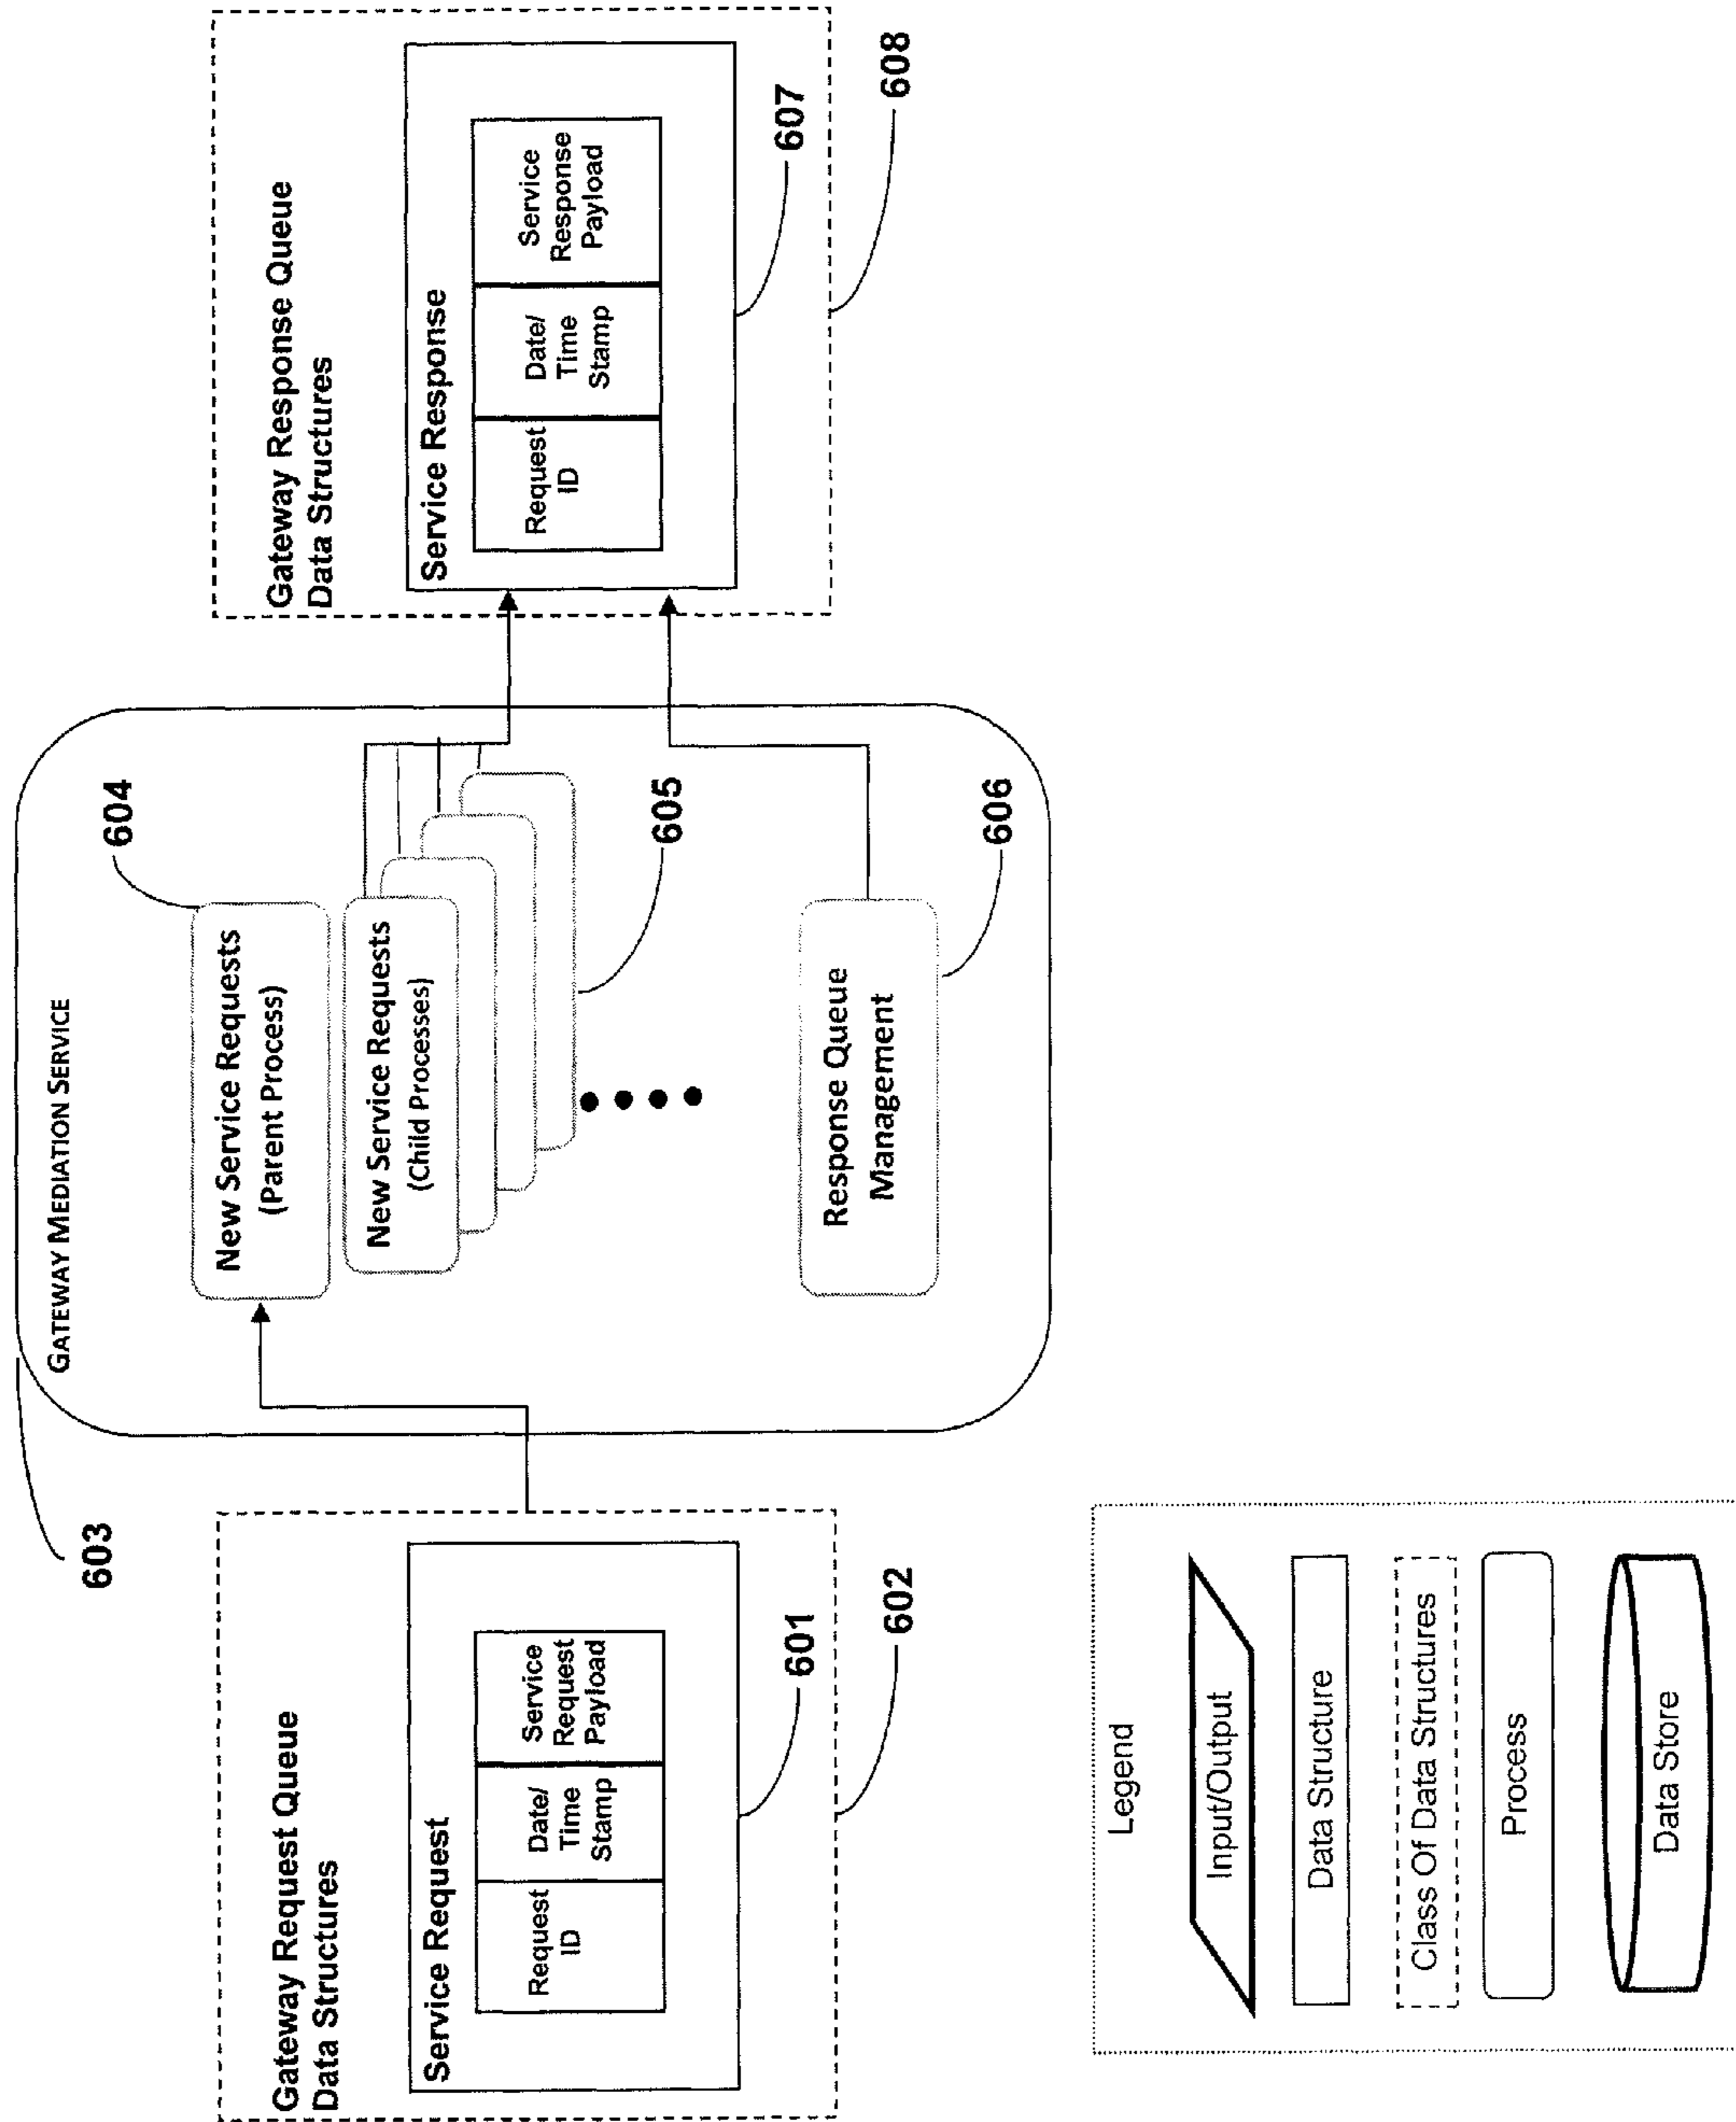 Gateway Request Queue
Data Structures
Service Request
Request
ID
Date/
Time
Stamp
Service
Request
Payload
601
602
603
GATEWAY MEDIATION SERVICE
New Service Requests
(Parent Process)
604
New Service Requests
(Child Processes)
605
Response Queue
Management
606
Gateway Response Queue
Data Structures
Service Response
Request
ID
Date/
Time
Stamp
Service
Response
Payload
607
608
Legend
Input/Output
Data Structure
Class Of Data Structures
Process
Data Store